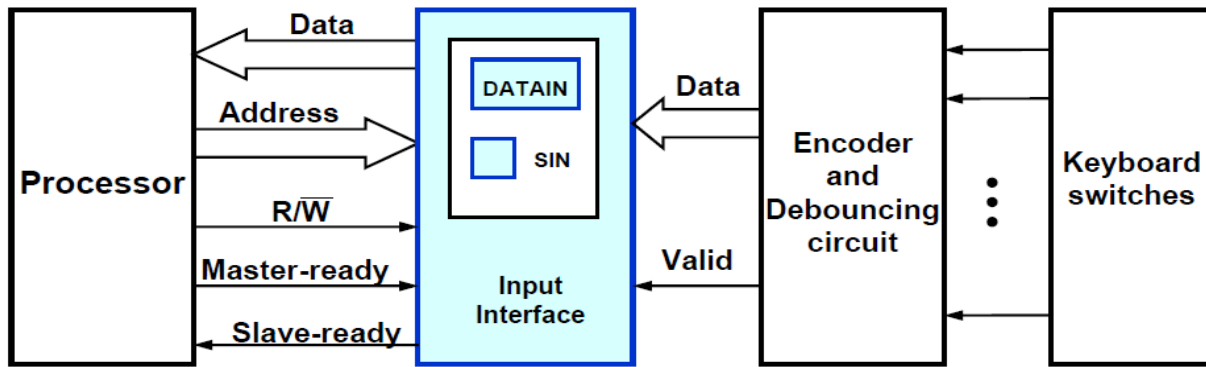 Processor
Data
Address
R/W̅
Master-ready
Slave-ready
DATAIN
SIN
Input
Interface
Data
Valid
Encoder
and
Debouncing
circuit
Keyboard
switches